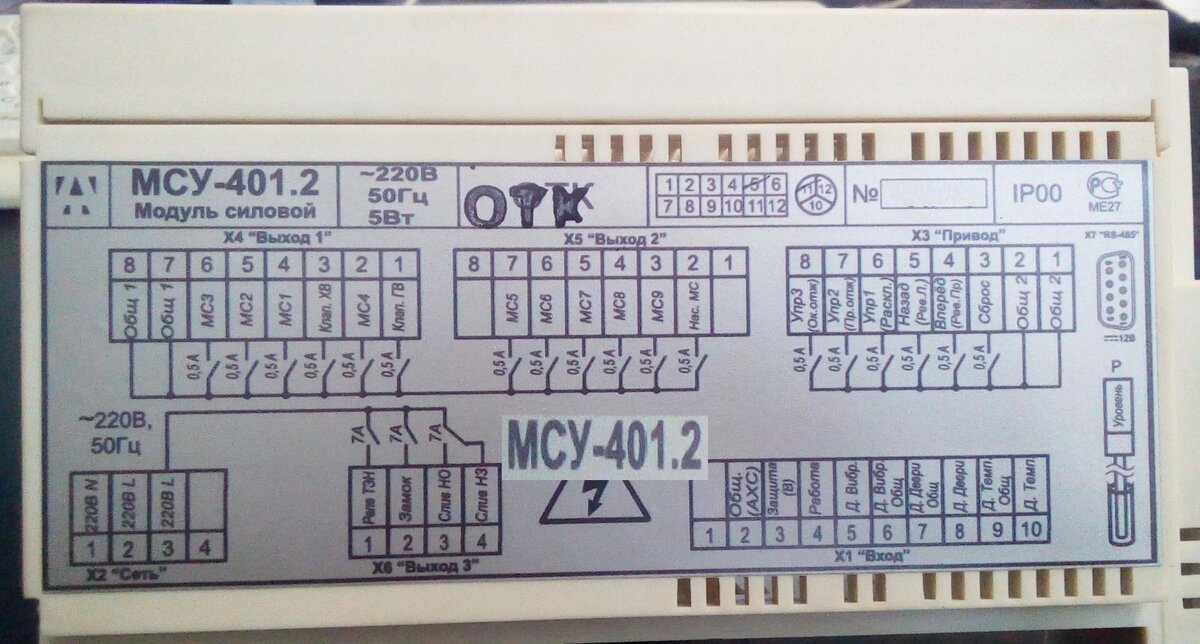 МСУ-401.2
Модуль силовой
~220В
50Гц
5Вт
ОТК
1 2 3 4 5 6
7 8 9 10 11 12
11 12
10
№
IP00
РС
МЕ27
Х4 "Выход 1"
8 7 6 5 4 3 2 1
Общ 1 Общ 1 МС3 МС2 МС1 Клап. ХВ МС4 Клап. ГВ
0,5 А 0,5 А 0,5 А 0,5 А 0,5 А 0,5 А
Х5 "Выход 2"
8 7 6 5 4 3 2 1
МС5 МС6 МС7 МС8 МС9 Нас. МС
0,5 А 0,5 А 0,5 А 0,5 А 0,5 А 0,5 А
Х3 "Привод"
8 7 6 5 4 3 2 1
Упр3 (Ок.отж) Упр2 (Пр.отж) Упр1 (Раскл.) Назад (Рев.Л.) Вперёд (Рев.Пр) Сброс Общ 2 Общ 2
0,5 А 0,5 А 0,5 А 0,5 А 0,5 А 0,5 А
Х7 "RS-485"
12В
Р
Уровень
~220В,
50Гц
220В N 220В L 220В L
1 2 3 4
Х2 "Сеть"
7А 7А 7А
Реле ТЭН Замок Слив НО Слив НЗ
1 2 3 4
Х6 "Выход 3"
МСУ-401.2
Общ. (АХС) Защита (В) Работа Д. Вибр. Д. Вибр. Общ Д. Двери Общ Д. Двери Д. Темп. Общ Д. Темп.
1 2 3 4 5 6 7 8 9 10
Х1 "Вход"